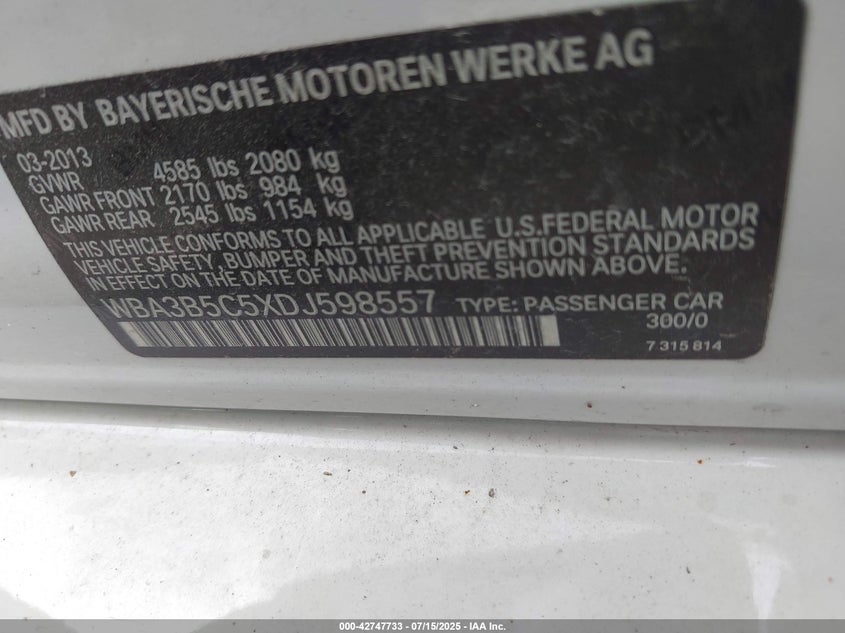 MFD BY BAYERISCHE MOTOREN WERKE AG
03-2013
GVWR 4585 lbs 2080 kg
GAWR FRONT 2170 lbs 984 kg
GAWR REAR 2545 lbs 1154 kg
THIS VEHICLE CONFORMS TO ALL APPLICABLE U.S.FEDERAL MOTOR
VEHICLE SAFETY, BUMPER AND THEFT PREVENTION STANDARDS
IN EFFECT ON THE DATE OF MANUFACTURE.
WBA3B5C5XDJ598557 TYPE: PASSENGER CAR
300/0
7 315 814
000-42747733 - 07/15/2025 - IAA Inc.